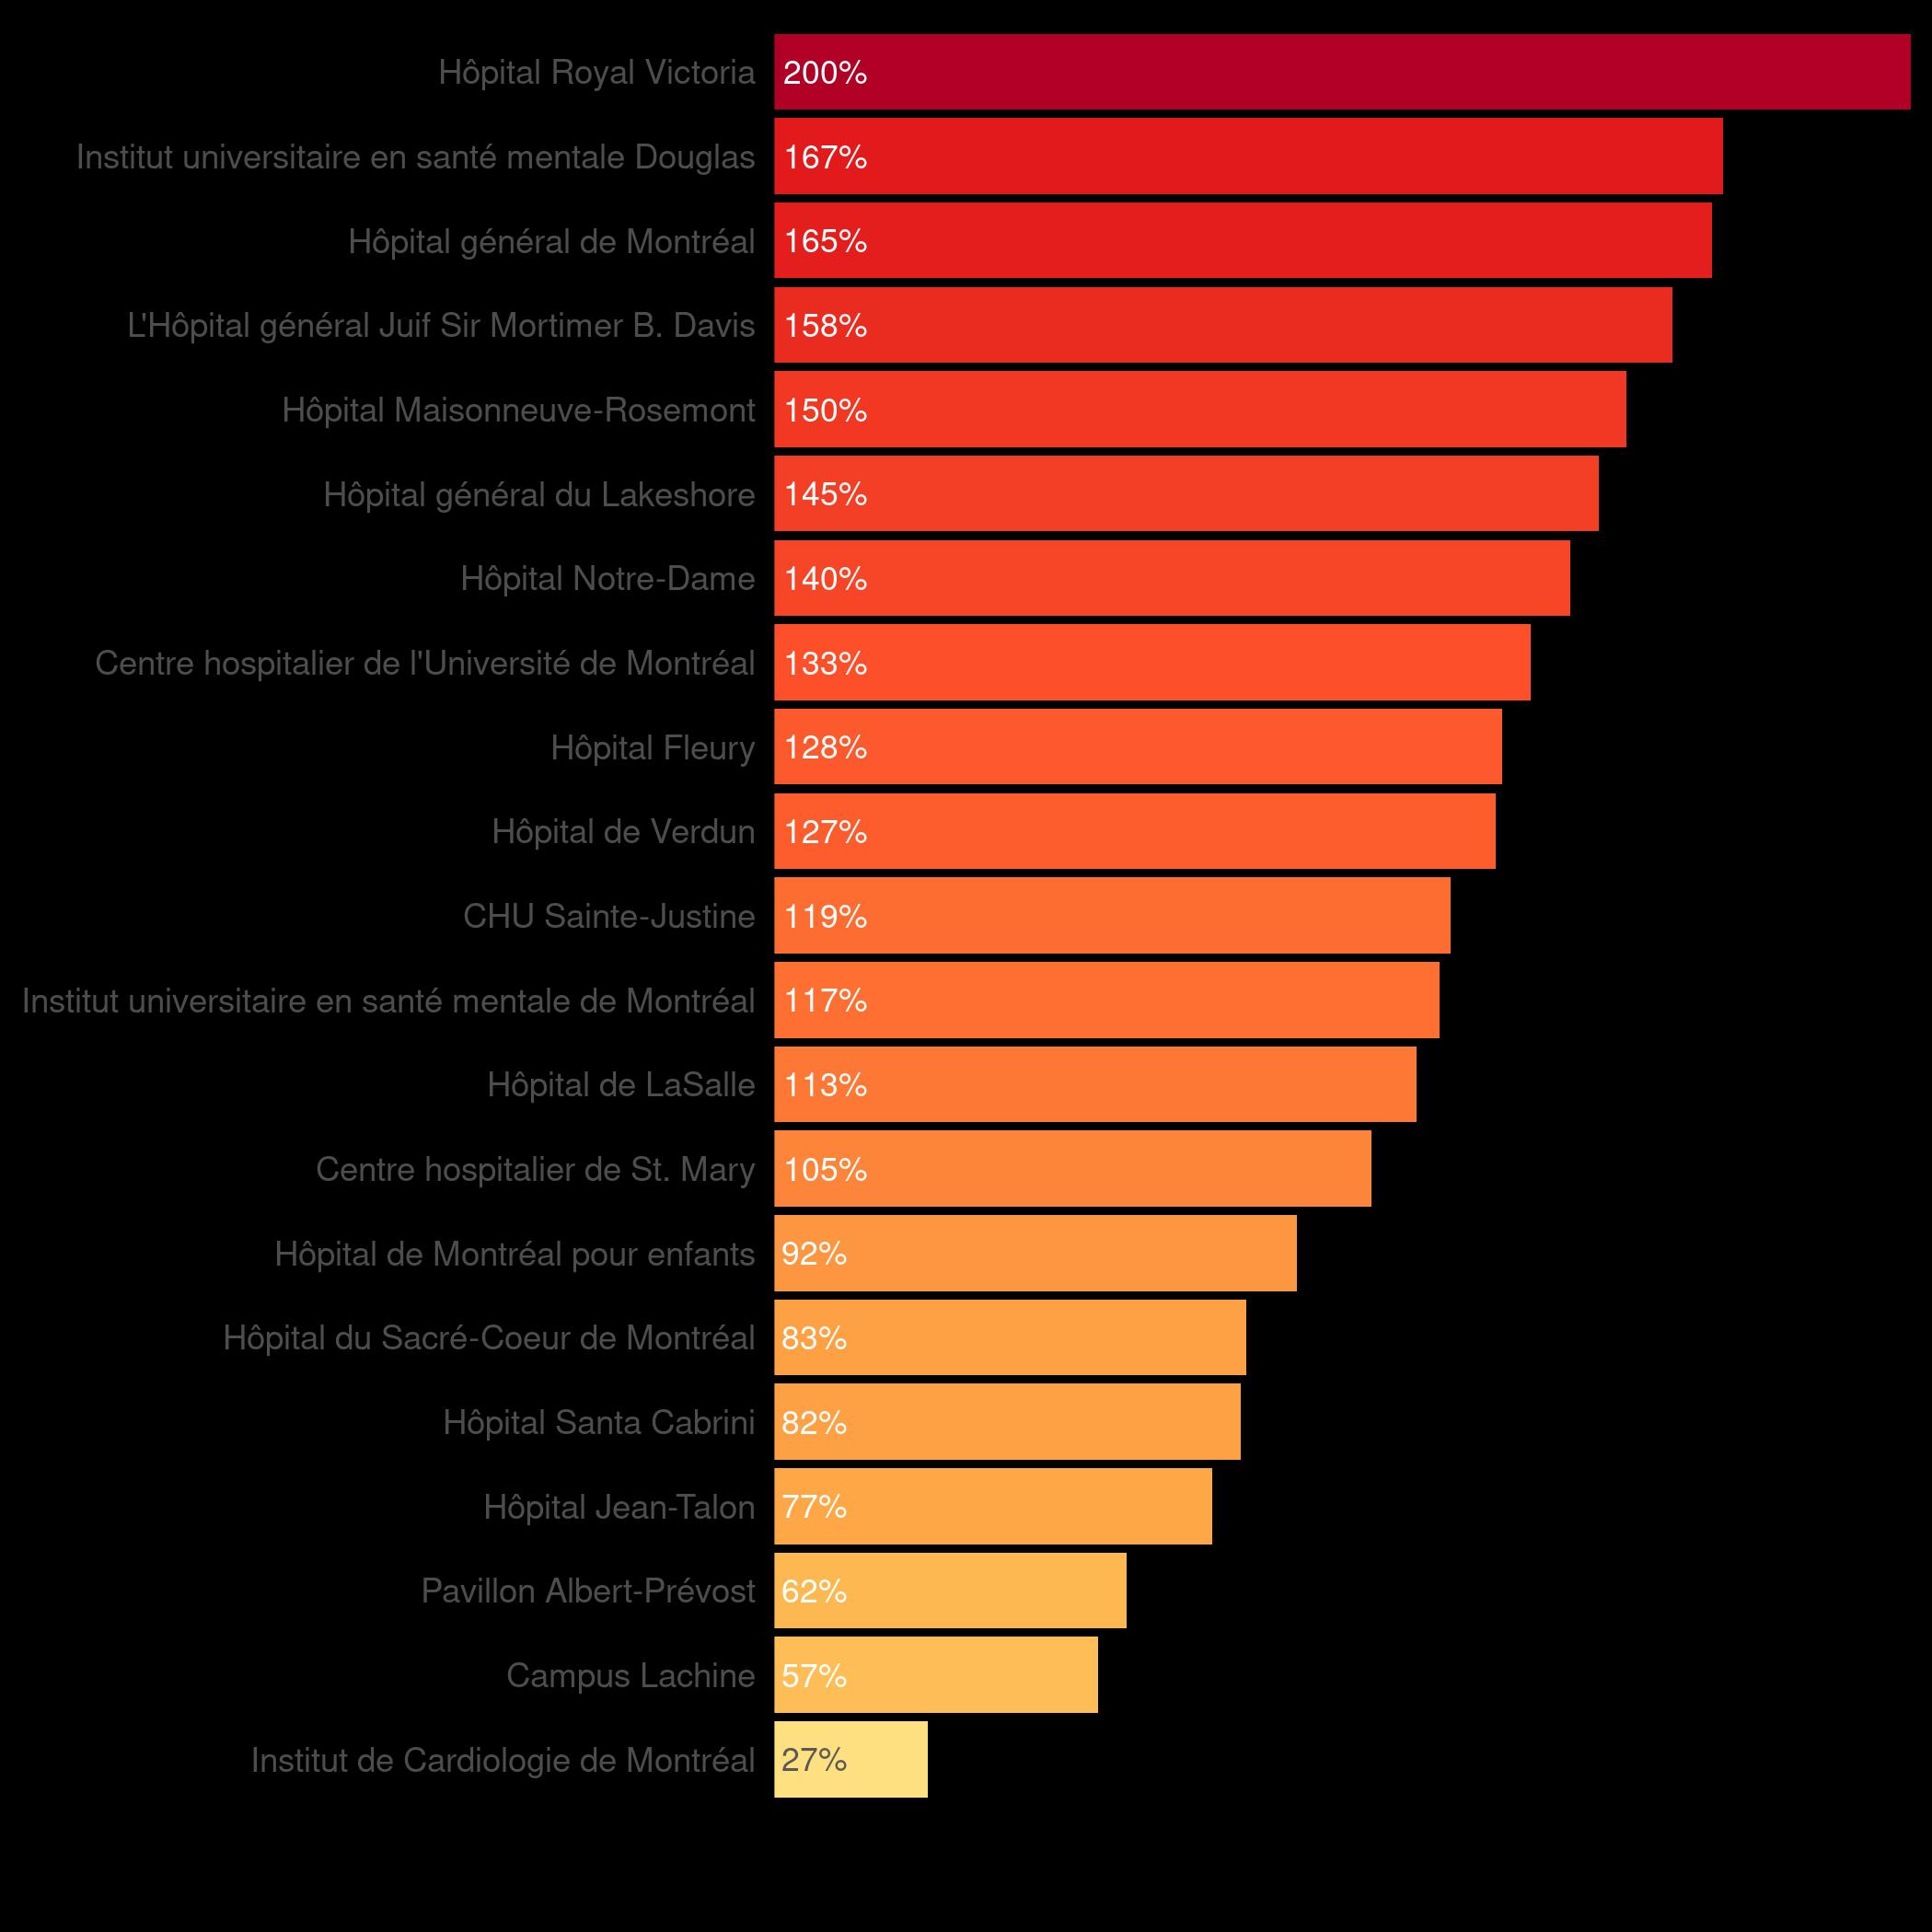 Hôpital Royal Victoria 200%
Institut universitaire en santé mentale Douglas 167%
Hôpital général de Montréal 165%
L'Hôpital général Juif Sir Mortimer B. Davis 158%
Hôpital Maisonneuve-Rosemont 150%
Hôpital général du Lakeshore 145%
Hôpital Notre-Dame 140%
Centre hospitalier de l'Université de Montréal 133%
Hôpital Fleury 128%
Hôpital de Verdun 127%
CHU Sainte-Justine 119%
Institut universitaire en santé mentale de Montréal 117%
Hôpital de LaSalle 113%
Centre hospitalier de St. Mary 105%
Hôpital de Montréal pour enfants 92%
Hôpital du Sacré-Coeur de Montréal 83%
Hôpital Santa Cabrini 82%
Hôpital Jean-Talon 77%
Pavillon Albert-Prévost 62%
Campus Lachine 57%
Institut de Cardiologie de Montréal 27%